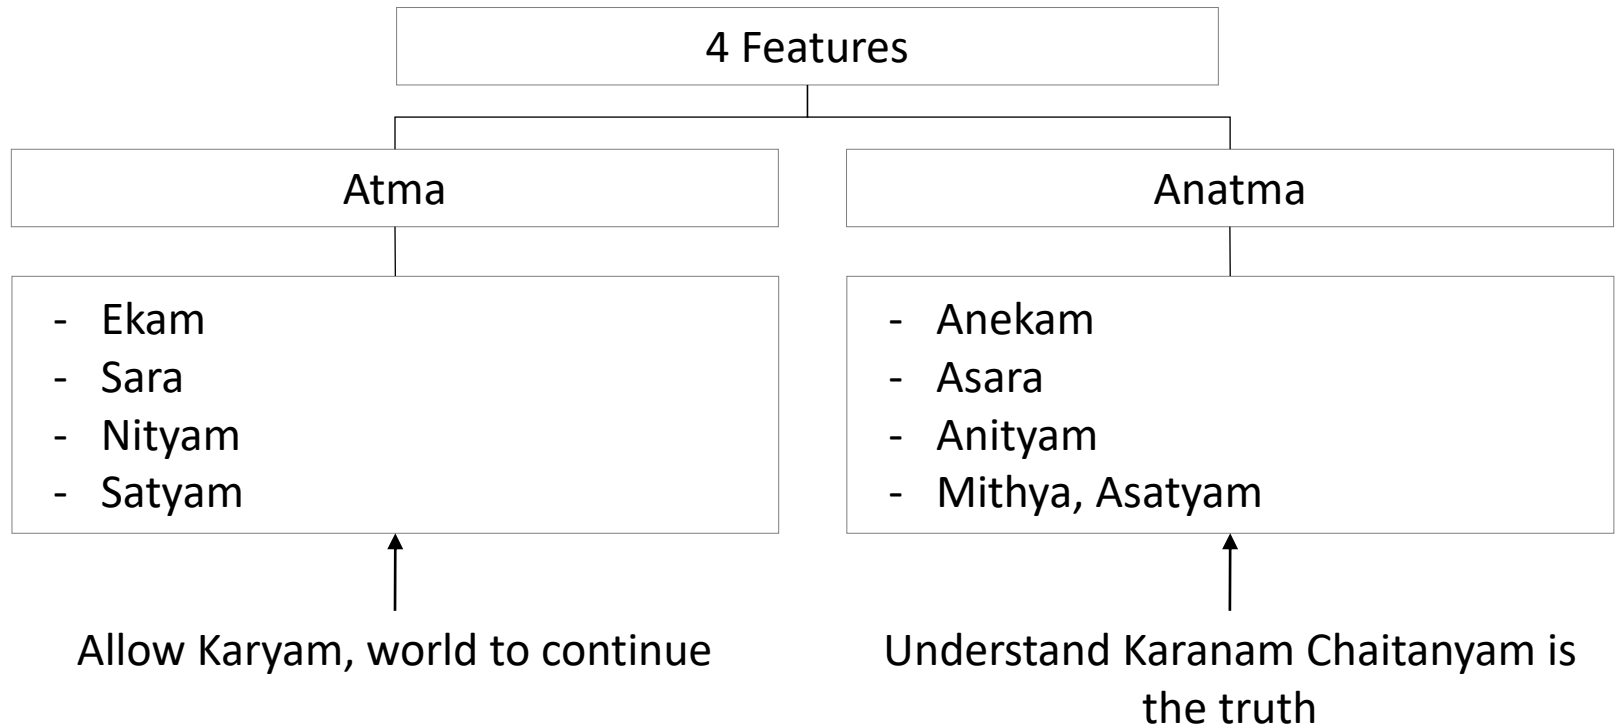 4 Features
Atma
Anatma
- Ekam
- Sara
- Nityam
- Satyam
- Anekam
- Asara
- Anityam
- Mithya, Asatyam
Allow Karyam, world to continue
Understand Karanam Chaitanyam is
the truth